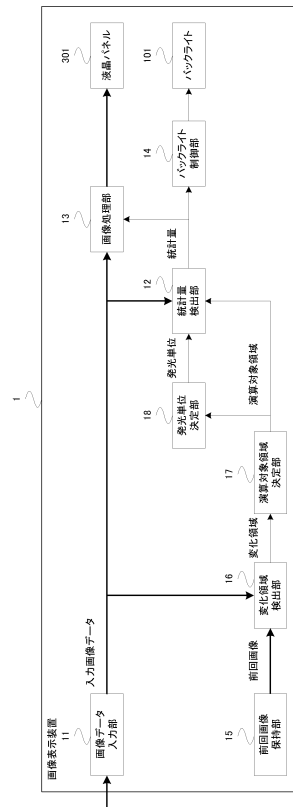 1
画像表示装置
11
画像データ
入力部
入力画像データ
13
画像処理部
301
液晶パネル
統計量
14
バックライト
制御部
101
バックライト
12
統計量
検出部
発光単位
18
発光単位
決定部
演算対象領域
17
演算対象領域
決定部
変化領域
16
変化領域
検出部
前回画像
15
前回画像
保持部